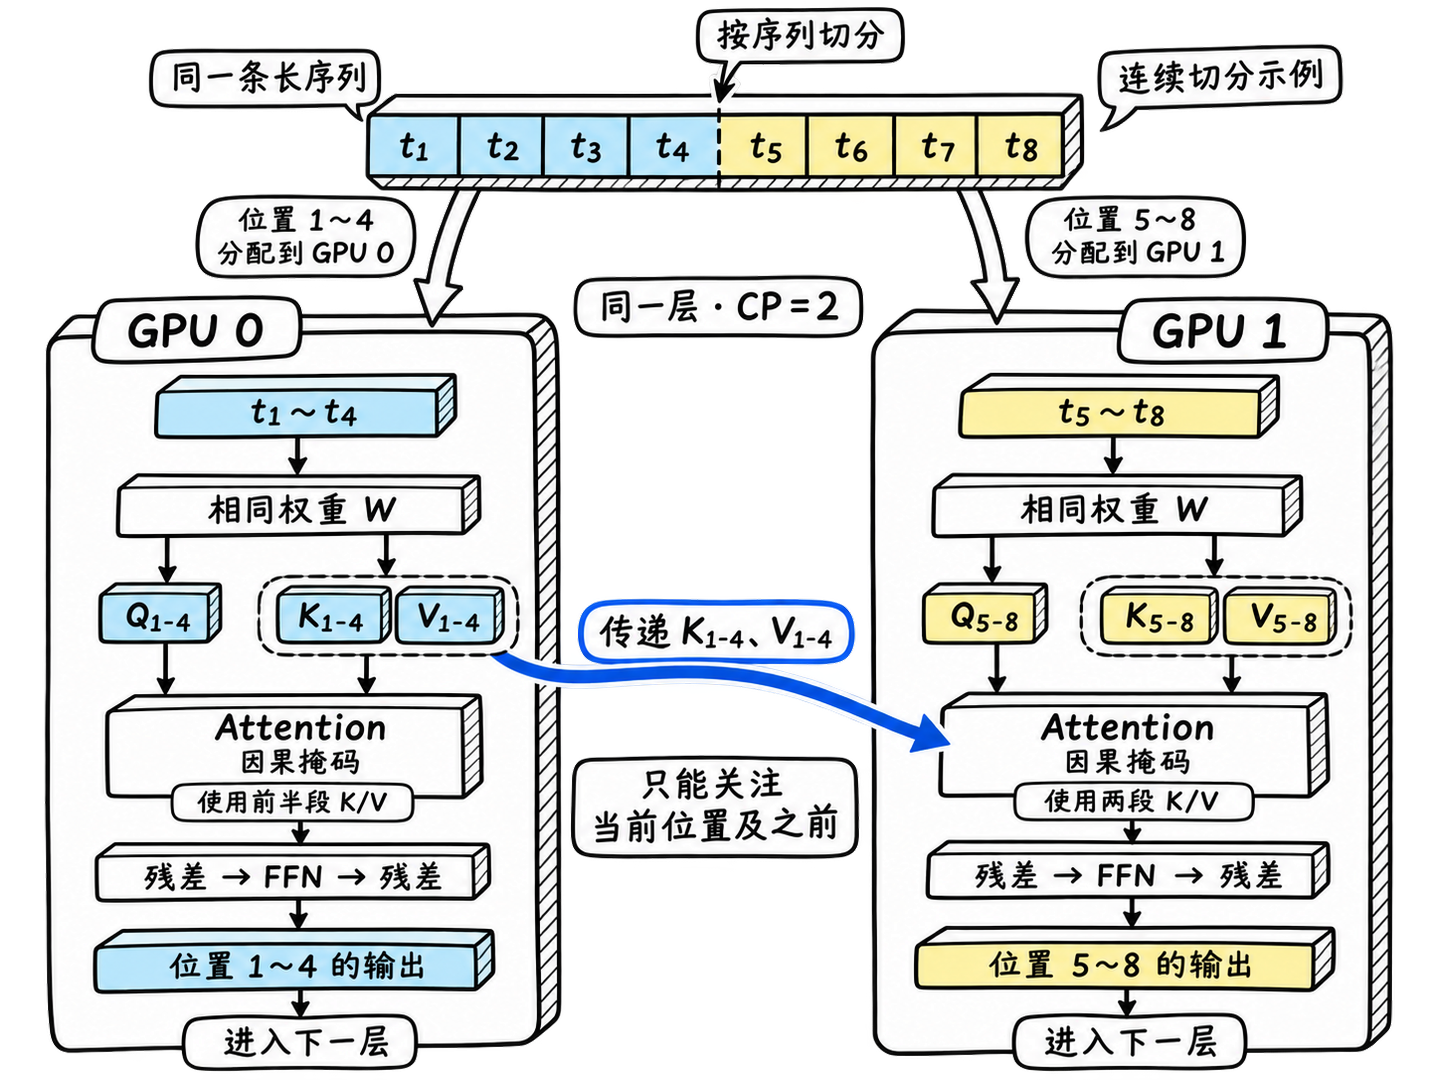 按序列切分
同一条长序列
连续切分示例
t₁ t₂ t₃ t₄ t₅ t₆ t₇ t₈
位置 1～4
分配到 GPU 0
位置 5～8
分配到 GPU 1
同一层 · CP = 2
GPU 0
t₁ ～ t₄
相同权重 W
Q₁₋₄
K₁₋₄
V₁₋₄
Attention
因果掩码
使用前半段 K/V
残差 → FFN → 残差
位置 1～4 的输出
进入下一层
传递 K₁₋₄、V₁₋₄
只能关注
当前位置及之前
GPU 1
t₅ ～ t₈
相同权重 W
Q₅₋₈
K₅₋₈
V₅₋₈
Attention
因果掩码
使用两段 K/V
残差 → FFN → 残差
位置 5～8 的输出
进入下一层